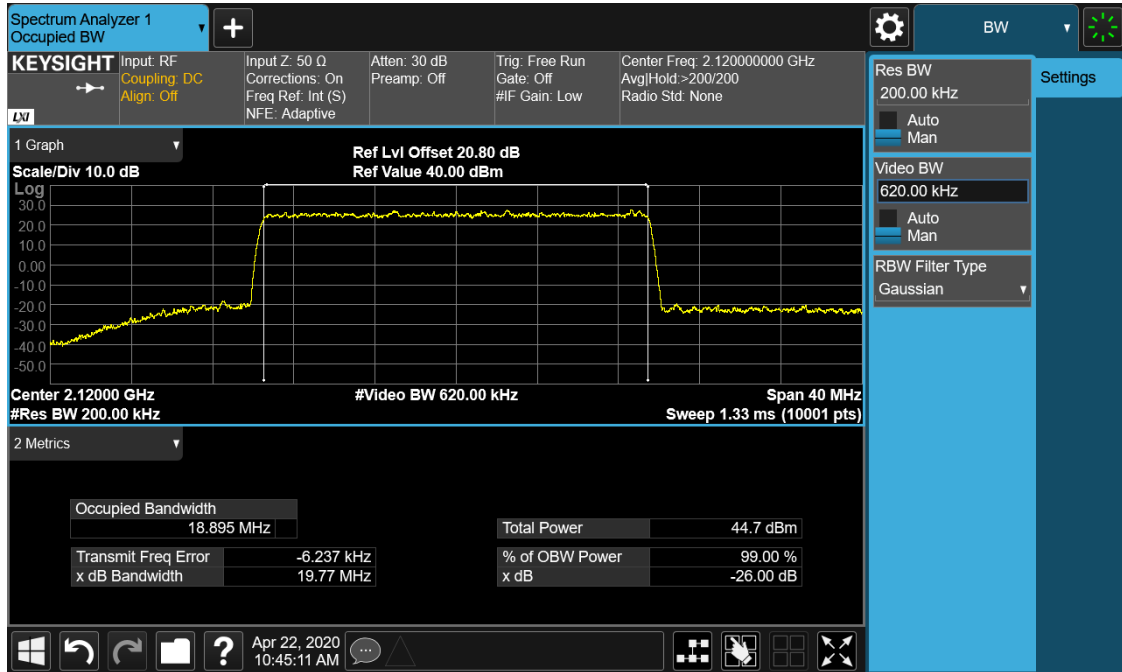 Spectrum Analyzer 1
Occupied BW
+
BW
KEYSIGHT
LXI
Input: RF
Coupling: DC
Align: Off
Input Z: 50 Ω
Corrections: On
Freq Ref: Int (S)
NFE: Adaptive
Atten: 30 dB
Preamp: Off
Trig: Free Run
Gate: Off
#IF Gain: Low
Center Freq: 2.120000000 GHz
Avg|Hold:>200/200
Radio Std: None
1 Graph
Scale/Div 10.0 dB
Ref Lvl Offset 20.80 dB
Ref Value 40.00 dBm
Log
30.0
20.0
10.0
0.00
-10.0
-20.0
-30.0
-40.0
-50.0
Center 2.12000 GHz
#Video BW 620.00 kHz
Span 40 MHz
#Res BW 200.00 kHz
Sweep 1.33 ms (10001 pts)
2 Metrics
Occupied Bandwidth
18.895 MHz
Total Power 44.7 dBm
Transmit Freq Error -6.237 kHz
% of OBW Power 99.00 %
x dB Bandwidth 19.77 MHz
x dB -26.00 dB
Res BW
200.00 kHz
Auto
Man
Video BW
620.00 kHz
Auto
Man
RBW Filter Type
Gaussian
Settings
?
Apr 22, 2020
10:45:11 AM